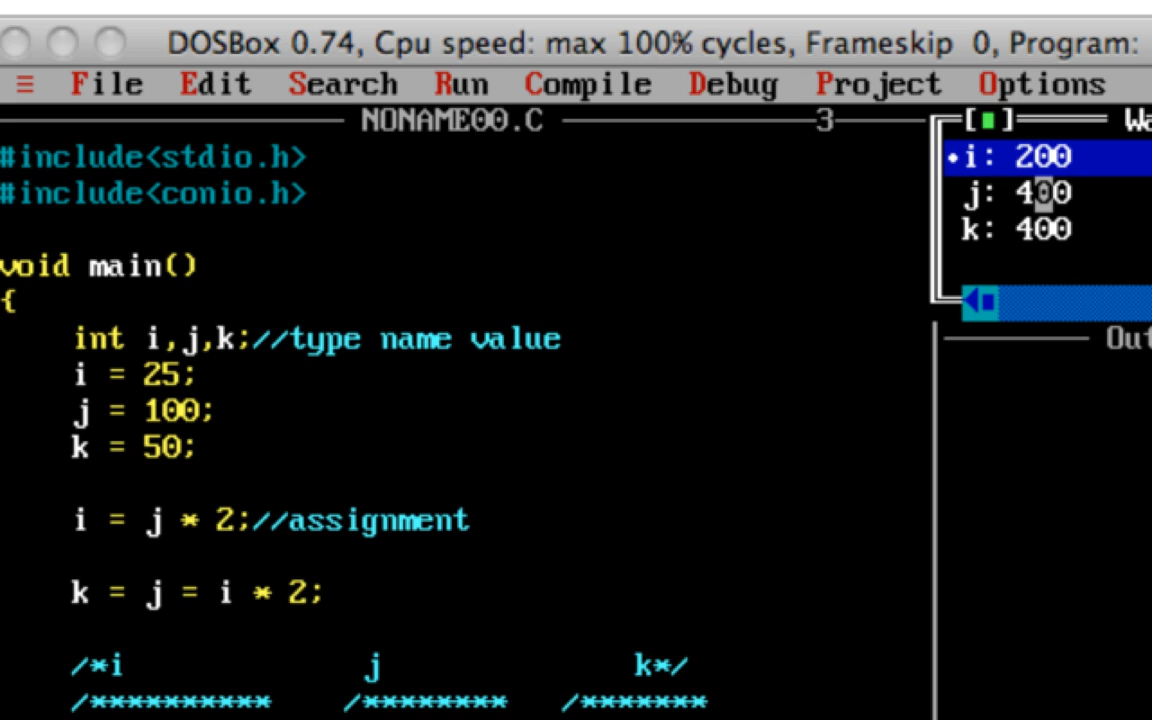 DOSBox 0.74, Cpu speed: max 100% cycles, Frameskip 0, Program:
≡ File Edit Search Run Compile Debug Project Options
NONAME00.C 3
#include<stdio.h>
#include<conio.h>
void main()
{
int i,j,k;//type name value
i = 25;
j = 100;
k = 50;
i = j * 2;//assignment
k = j = i * 2;
/*i j k*/
/********** /******** /*******
[■]
•i: 200
j: 400
k: 400